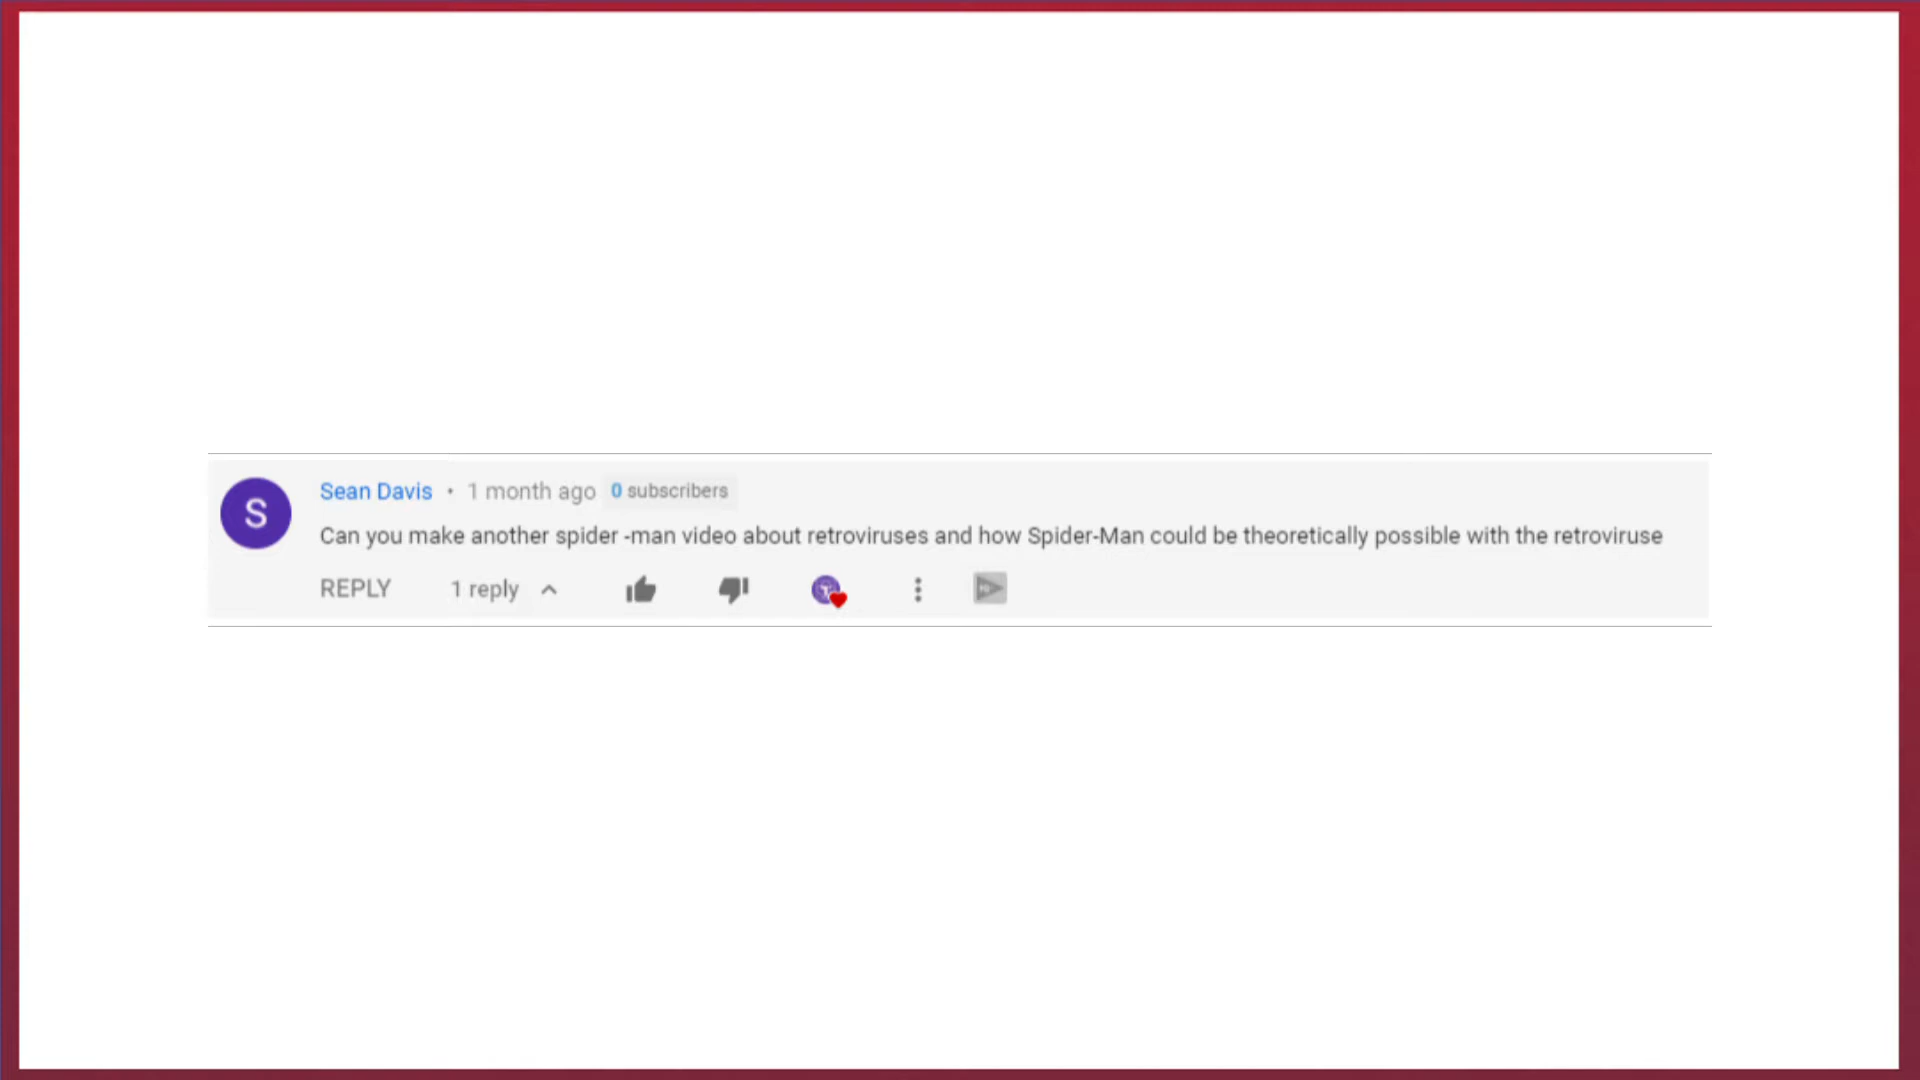 S
Sean Davis • 1 month ago 0 subscribers
Can you make another spider -man video about retroviruses and how Spider-Man could be theoretically possible with the retroviruse
REPLY 1 reply